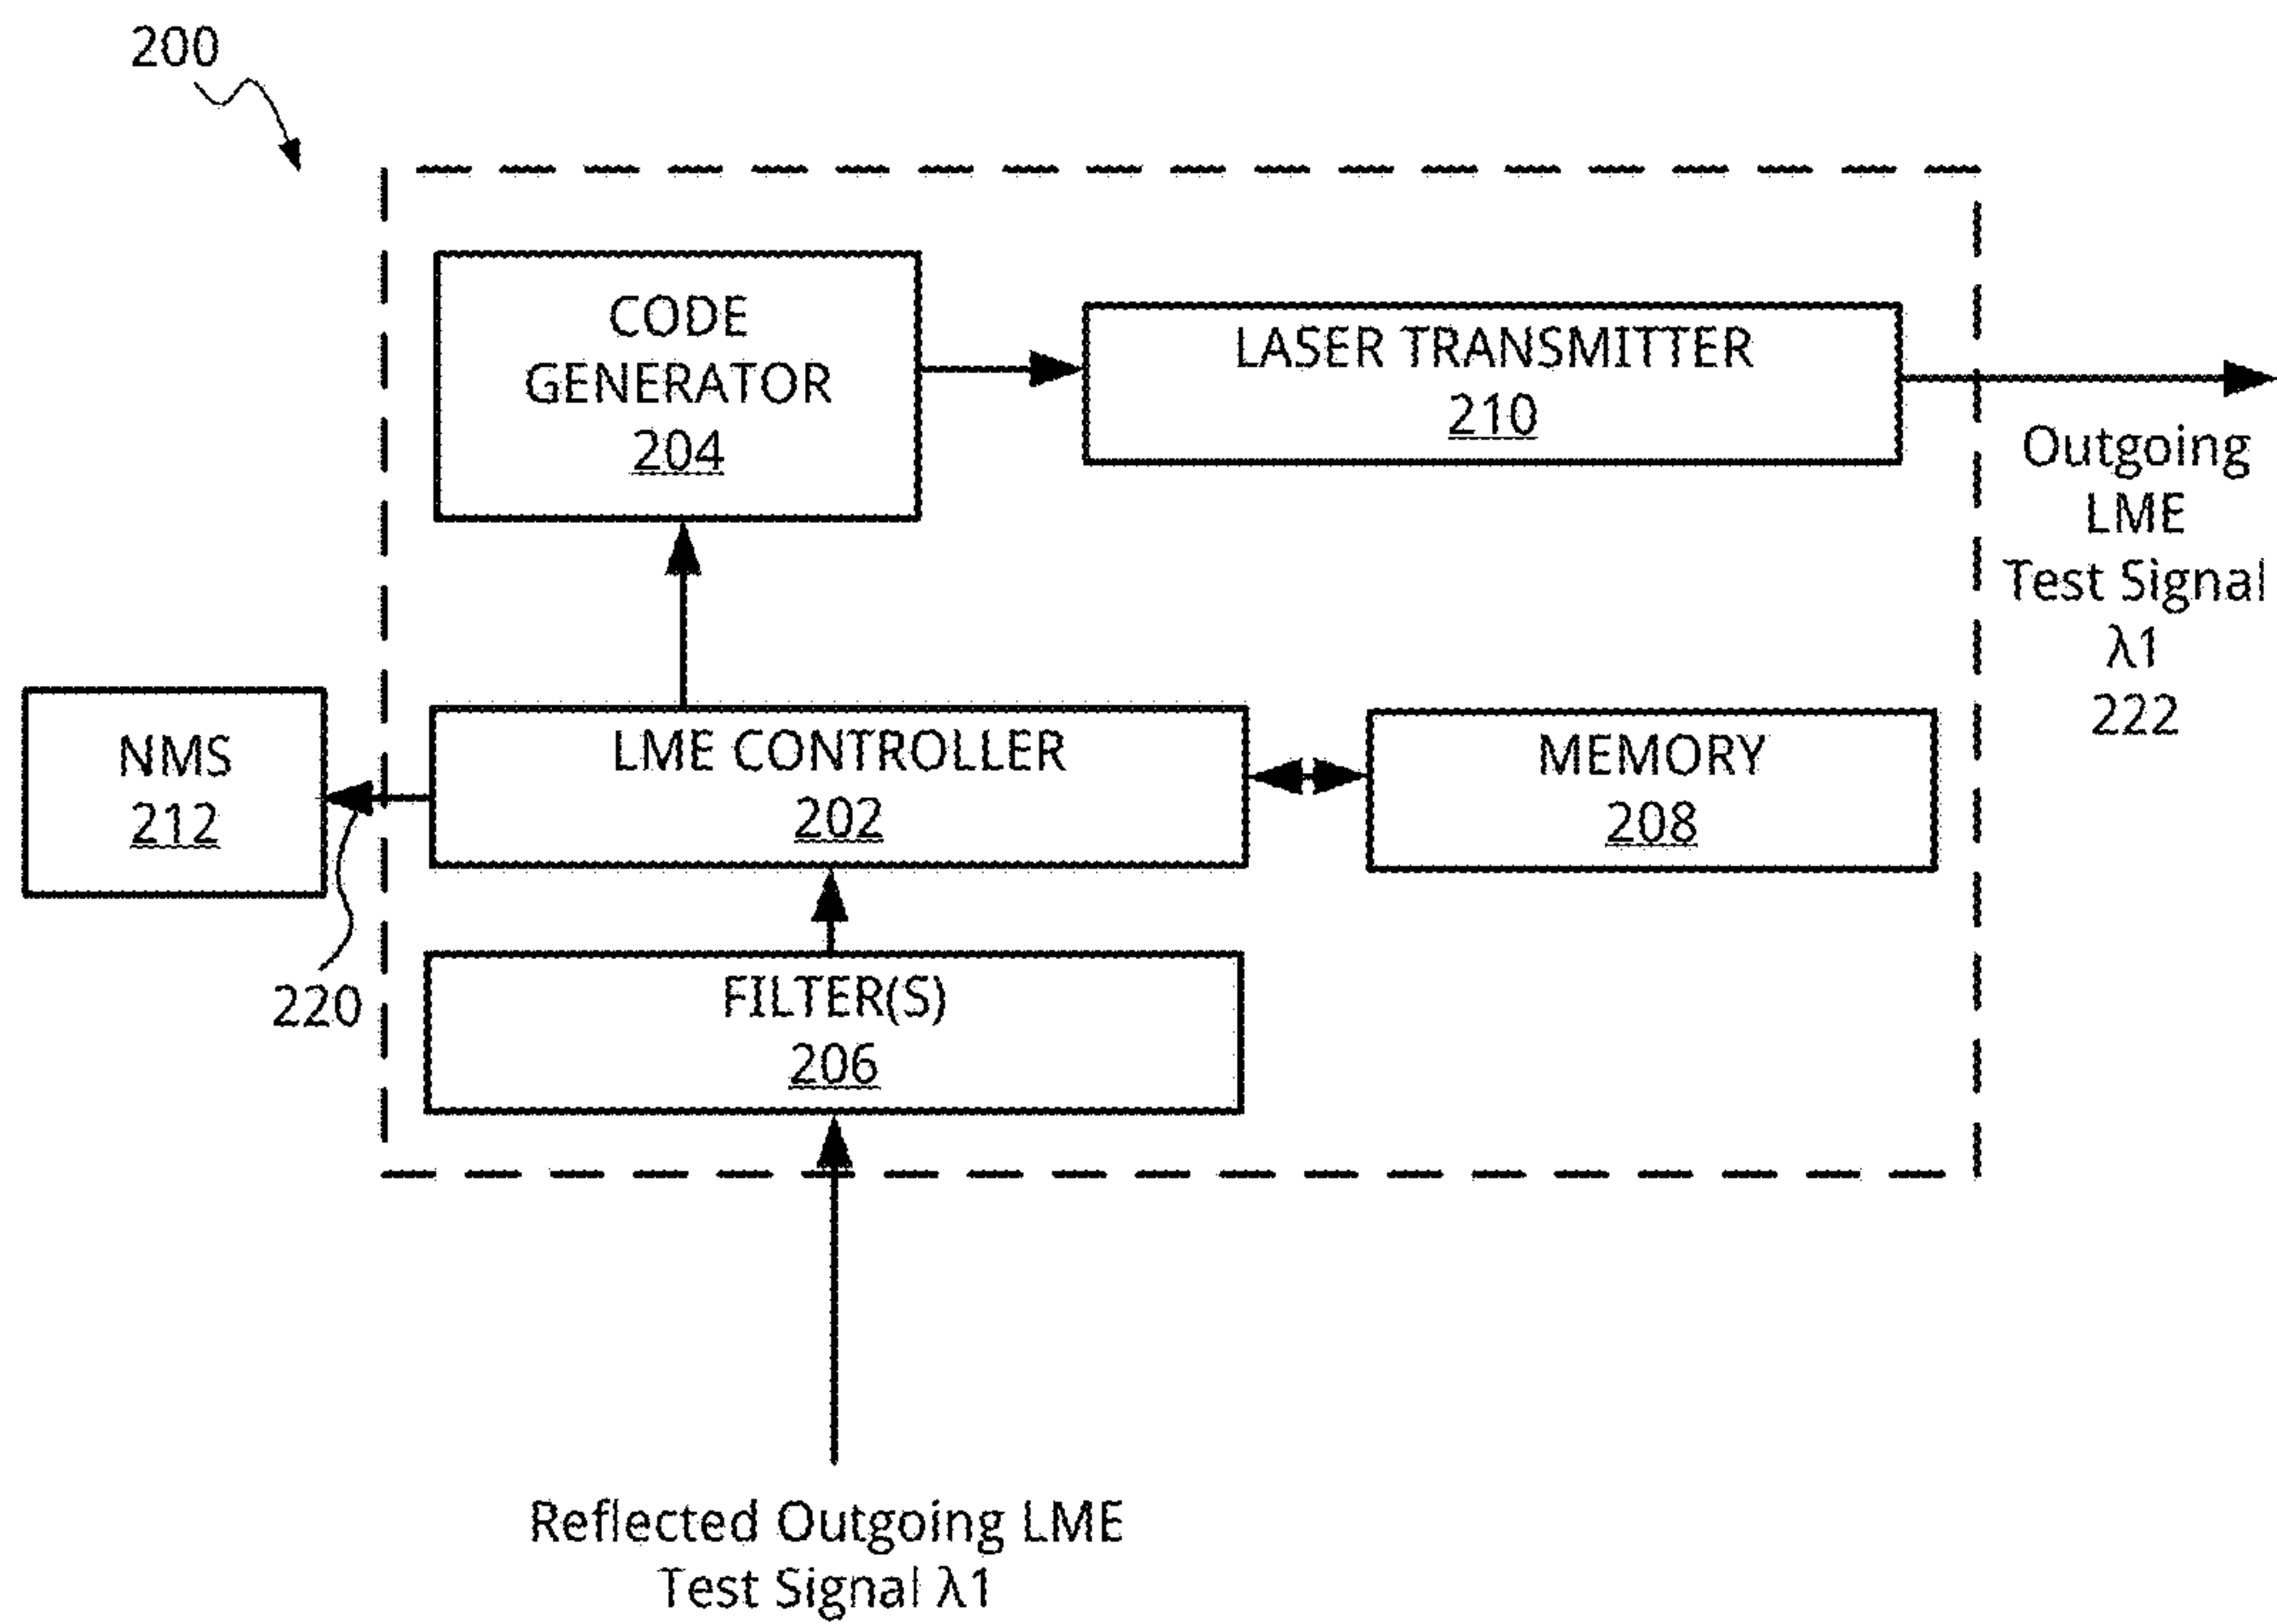 200
CODE
GENERATOR
204
LASER TRANSMITTER
210
Outgoing
LME
Test Signal
λ1
222
NMS
212
LME CONTROLLER
202
MEMORY
208
220
FILTER(S)
206
Reflected Outgoing LME
Test Signal λ1